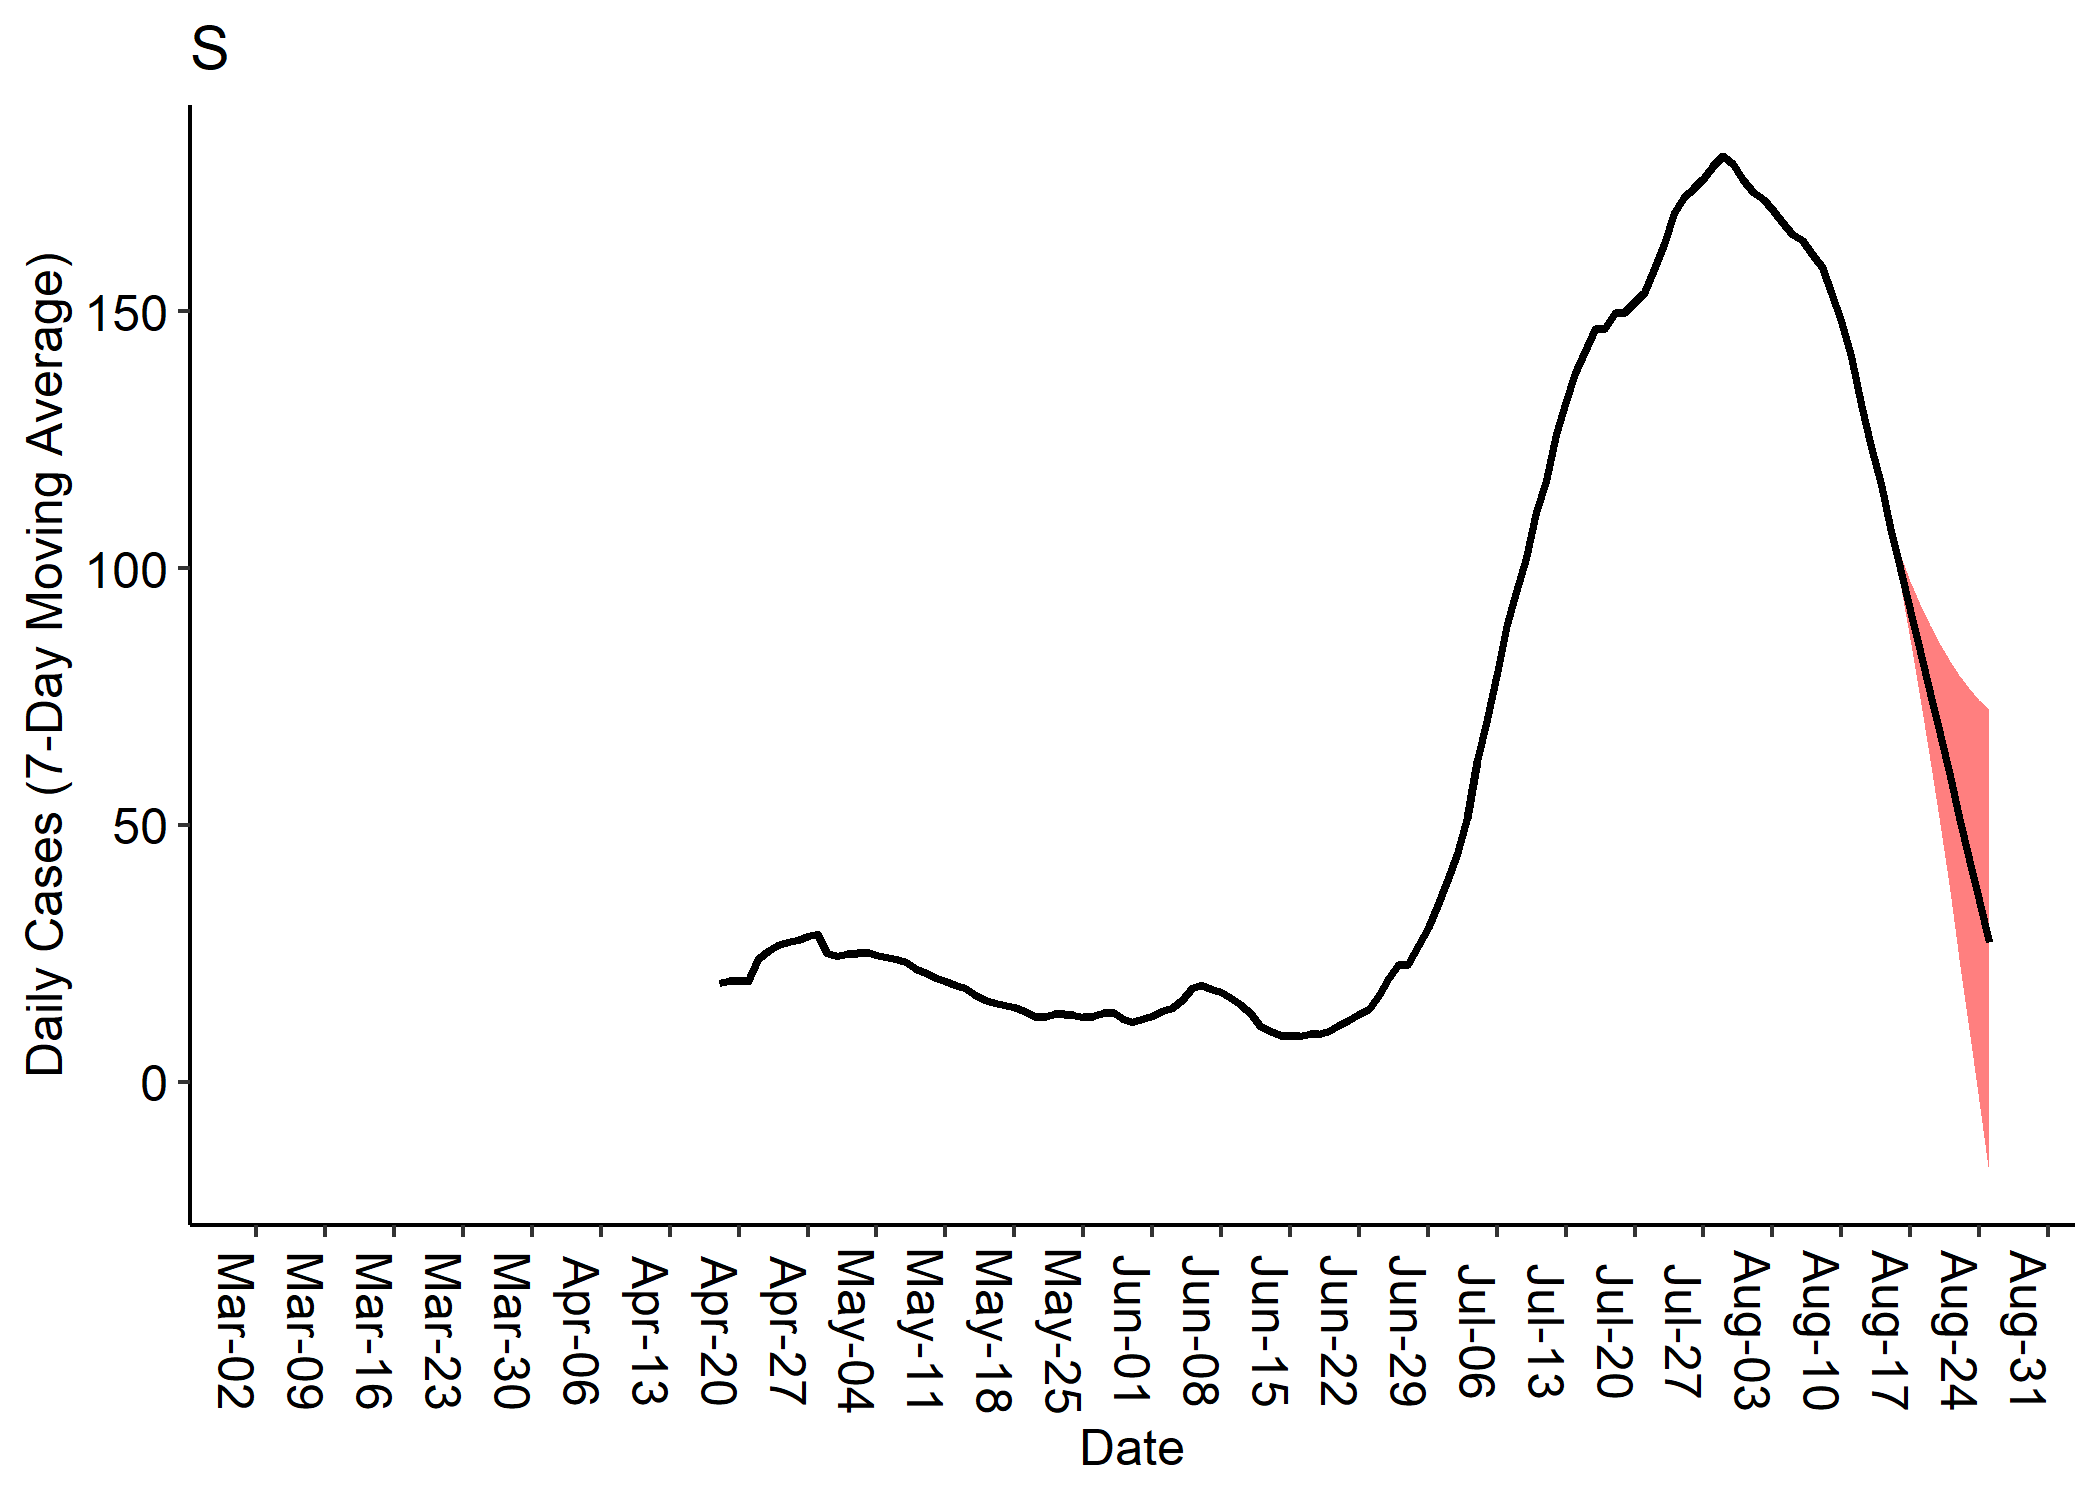 S
Daily Cases (7-Day Moving Average)
150
100
50
0
Mar-02
Mar-09
Mar-16
Mar-23
Mar-30
Apr-06
Apr-13
Apr-20
Apr-27
May-04
May-11
May-18
May-25
Jun-01
Jun-08
Jun-15
Jun-22
Jun-29
Jul-06
Jul-13
Jul-20
Jul-27
Aug-03
Aug-10
Aug-17
Aug-24
Aug-31
Date